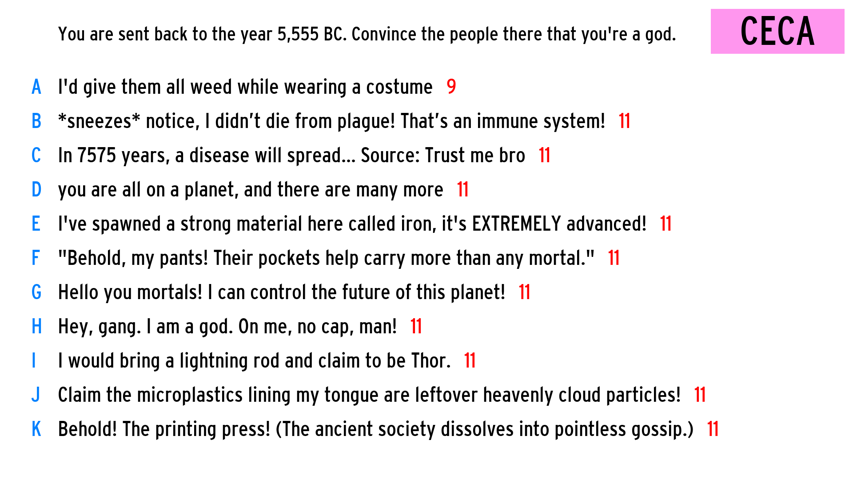 You are sent back to the year 5,555 BC. Convince the people there that you're a god.
CECA
A I'd give them all weed while wearing a costume 9
B *sneezes* notice, I didn’t die from plague! That’s an immune system! 11
C In 7575 years, a disease will spread... Source: Trust me bro 11
D you are all on a planet, and there are many more 11
E I've spawned a strong material here called iron, it's EXTREMELY advanced! 11
F "Behold, my pants! Their pockets help carry more than any mortal." 11
G Hello you mortals! I can control the future of this planet! 11
H Hey, gang. I am a god. On me, no cap, man! 11
I I would bring a lightning rod and claim to be Thor. 11
J Claim the microplastics lining my tongue are leftover heavenly cloud particles! 11
K Behold! The printing press! (The ancient society dissolves into pointless gossip.) 11